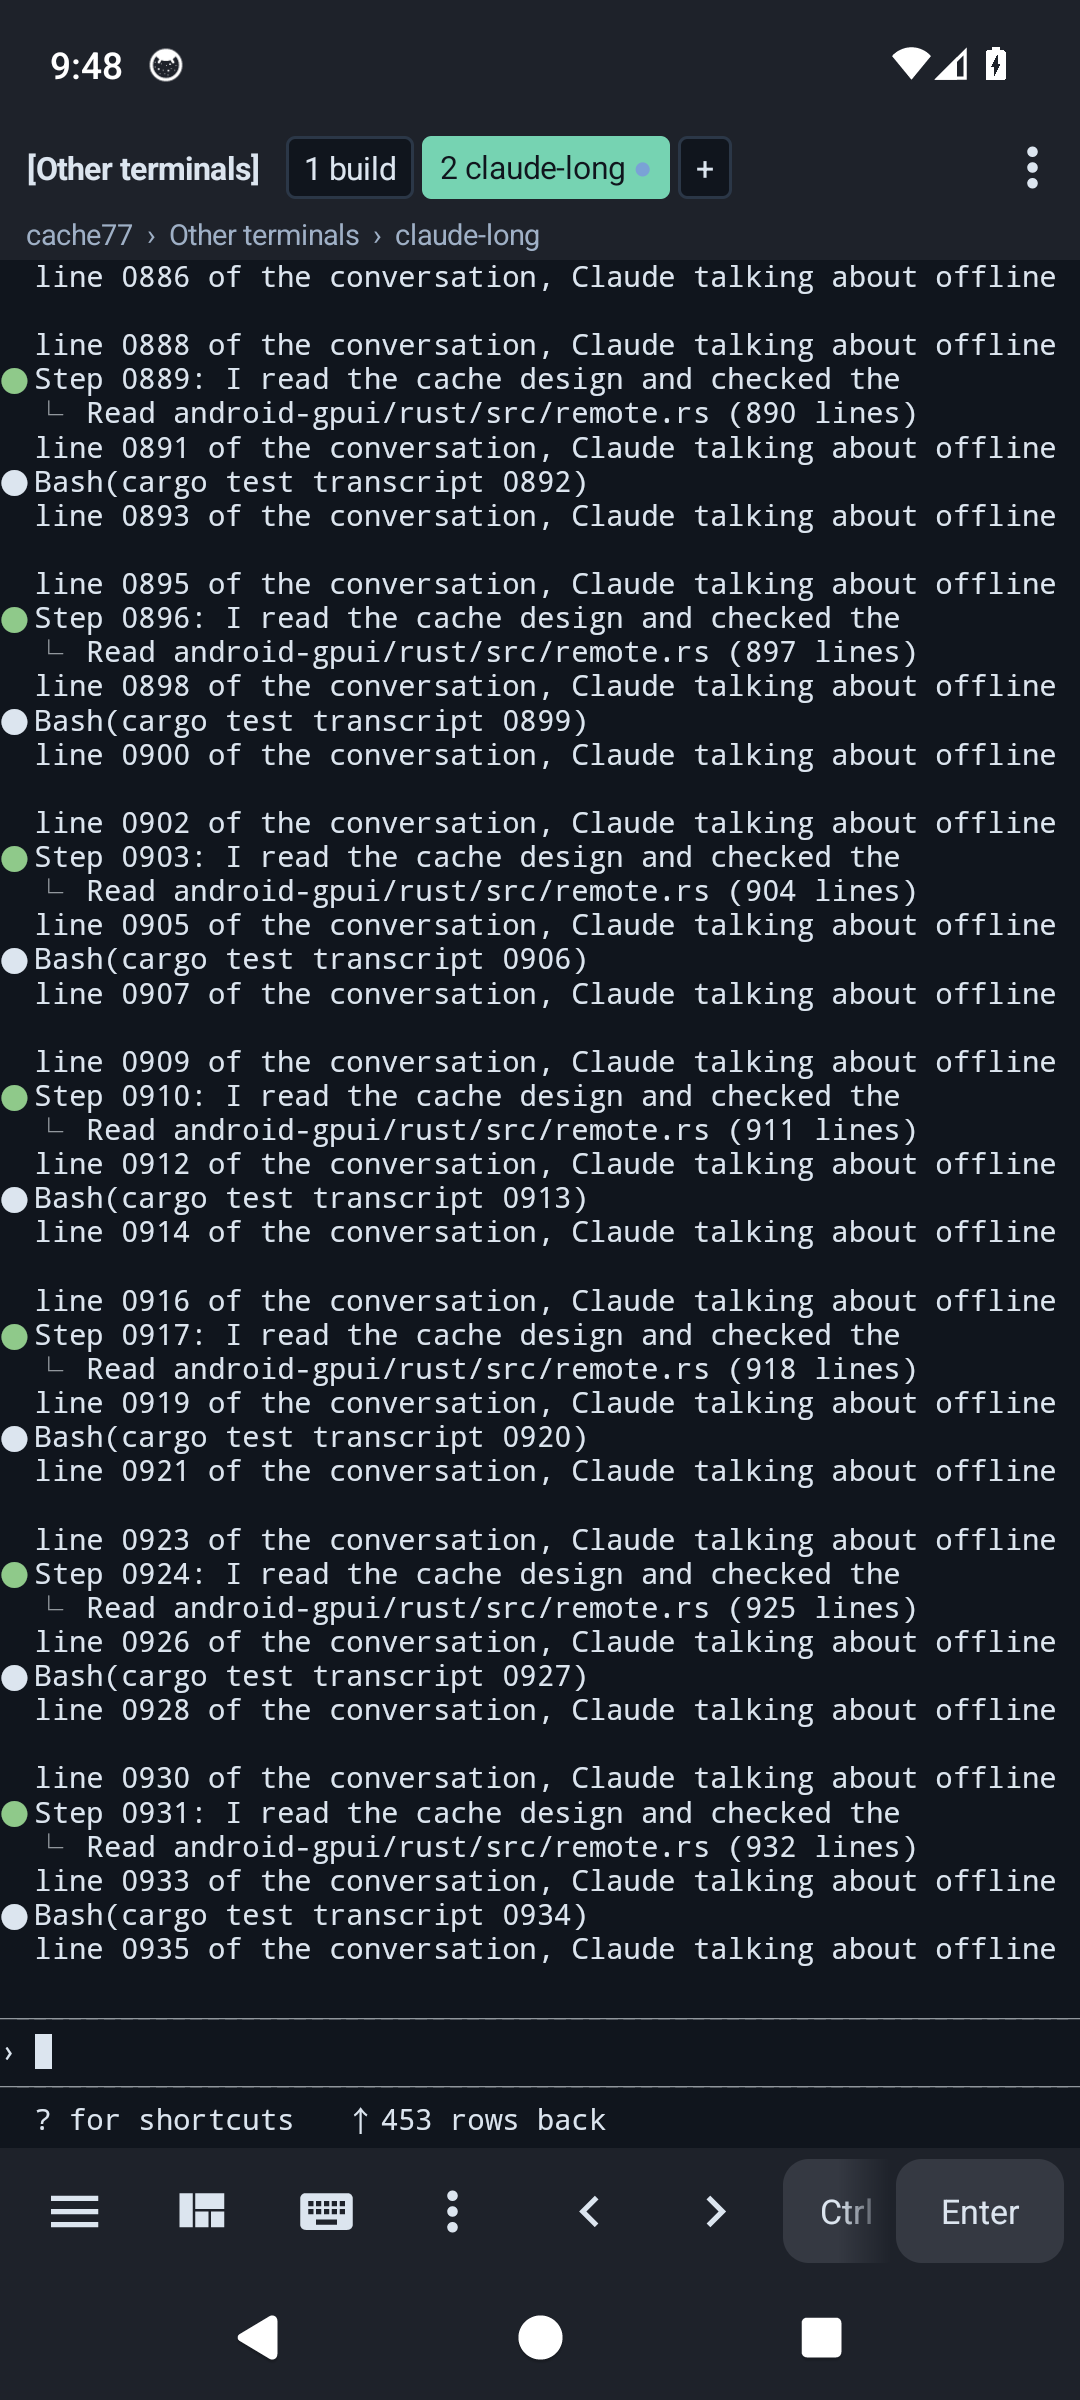 9:48
[Other terminals] 1 build 2 claude-long +
cache77 › Other terminals › claude-long
line 0886 of the conversation, Claude talking about offline
line 0888 of the conversation, Claude talking about offline
Step 0889: I read the cache design and checked the
└ Read android-gpui/rust/src/remote.rs (890 lines)
line 0891 of the conversation, Claude talking about offline
Bash(cargo test transcript 0892)
line 0893 of the conversation, Claude talking about offline
line 0895 of the conversation, Claude talking about offline
Step 0896: I read the cache design and checked the
└ Read android-gpui/rust/src/remote.rs (897 lines)
line 0898 of the conversation, Claude talking about offline
Bash(cargo test transcript 0899)
line 0900 of the conversation, Claude talking about offline
line 0902 of the conversation, Claude talking about offline
Step 0903: I read the cache design and checked the
└ Read android-gpui/rust/src/remote.rs (904 lines)
line 0905 of the conversation, Claude talking about offline
Bash(cargo test transcript 0906)
line 0907 of the conversation, Claude talking about offline
line 0909 of the conversation, Claude talking about offline
Step 0910: I read the cache design and checked the
└ Read android-gpui/rust/src/remote.rs (911 lines)
line 0912 of the conversation, Claude talking about offline
Bash(cargo test transcript 0913)
line 0914 of the conversation, Claude talking about offline
line 0916 of the conversation, Claude talking about offline
Step 0917: I read the cache design and checked the
└ Read android-gpui/rust/src/remote.rs (918 lines)
line 0919 of the conversation, Claude talking about offline
Bash(cargo test transcript 0920)
line 0921 of the conversation, Claude talking about offline
line 0923 of the conversation, Claude talking about offline
Step 0924: I read the cache design and checked the
└ Read android-gpui/rust/src/remote.rs (925 lines)
line 0926 of the conversation, Claude talking about offline
Bash(cargo test transcript 0927)
line 0928 of the conversation, Claude talking about offline
line 0930 of the conversation, Claude talking about offline
Step 0931: I read the cache design and checked the
└ Read android-gpui/rust/src/remote.rs (932 lines)
line 0933 of the conversation, Claude talking about offline
Bash(cargo test transcript 0934)
line 0935 of the conversation, Claude talking about offline
›
? for shortcuts ↑ 453 rows back
Ctrl Enter